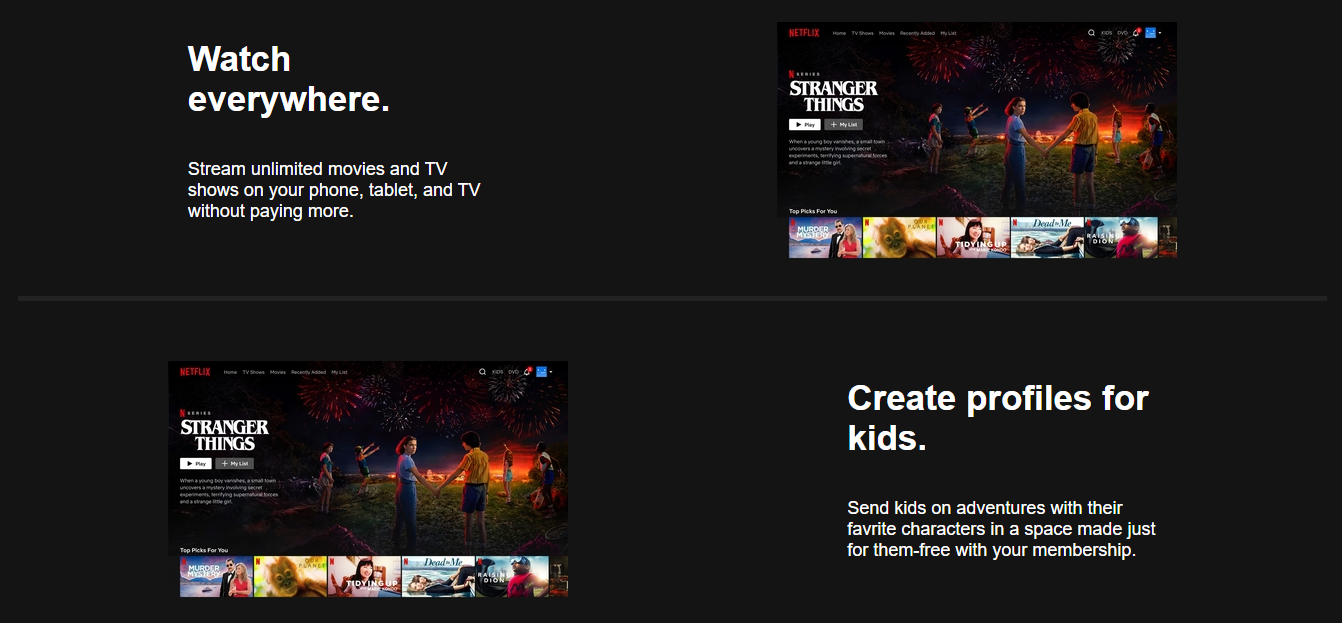 Watch
everywhere.
Stream unlimited movies and TV
shows on your phone, tablet, and TV
without paying more.
NETFLIX Home TV Shows Movies Recently Added My List KIDS DVD
N SERIES
STRANGER
THINGS
Play My List
When a young boy vanishes, a small town
uncovers a mystery involving secret
experiments, terrifying supernatural forces
and a strange little girl.
Top Picks For You
MURDER
MYSTERY
OUR
PLANET
TIDYING UP
WITH MARIE KONDO
Dead to Me
RAISING
DION
NETFLIX Home TV Shows Movies Recently Added My List KIDS DVD
N SERIES
STRANGER
THINGS
Play My List
When a young boy vanishes, a small town
uncovers a mystery involving secret
experiments, terrifying supernatural forces
and a strange little girl.
Top Picks For You
MURDER
MYSTERY
OUR
PLANET
TIDYING UP
WITH MARIE KONDO
Dead to Me
RAISING
DION
Create profiles for
kids.
Send kids on adventures with their
favrite characters in a space made just
for them-free with your membership.